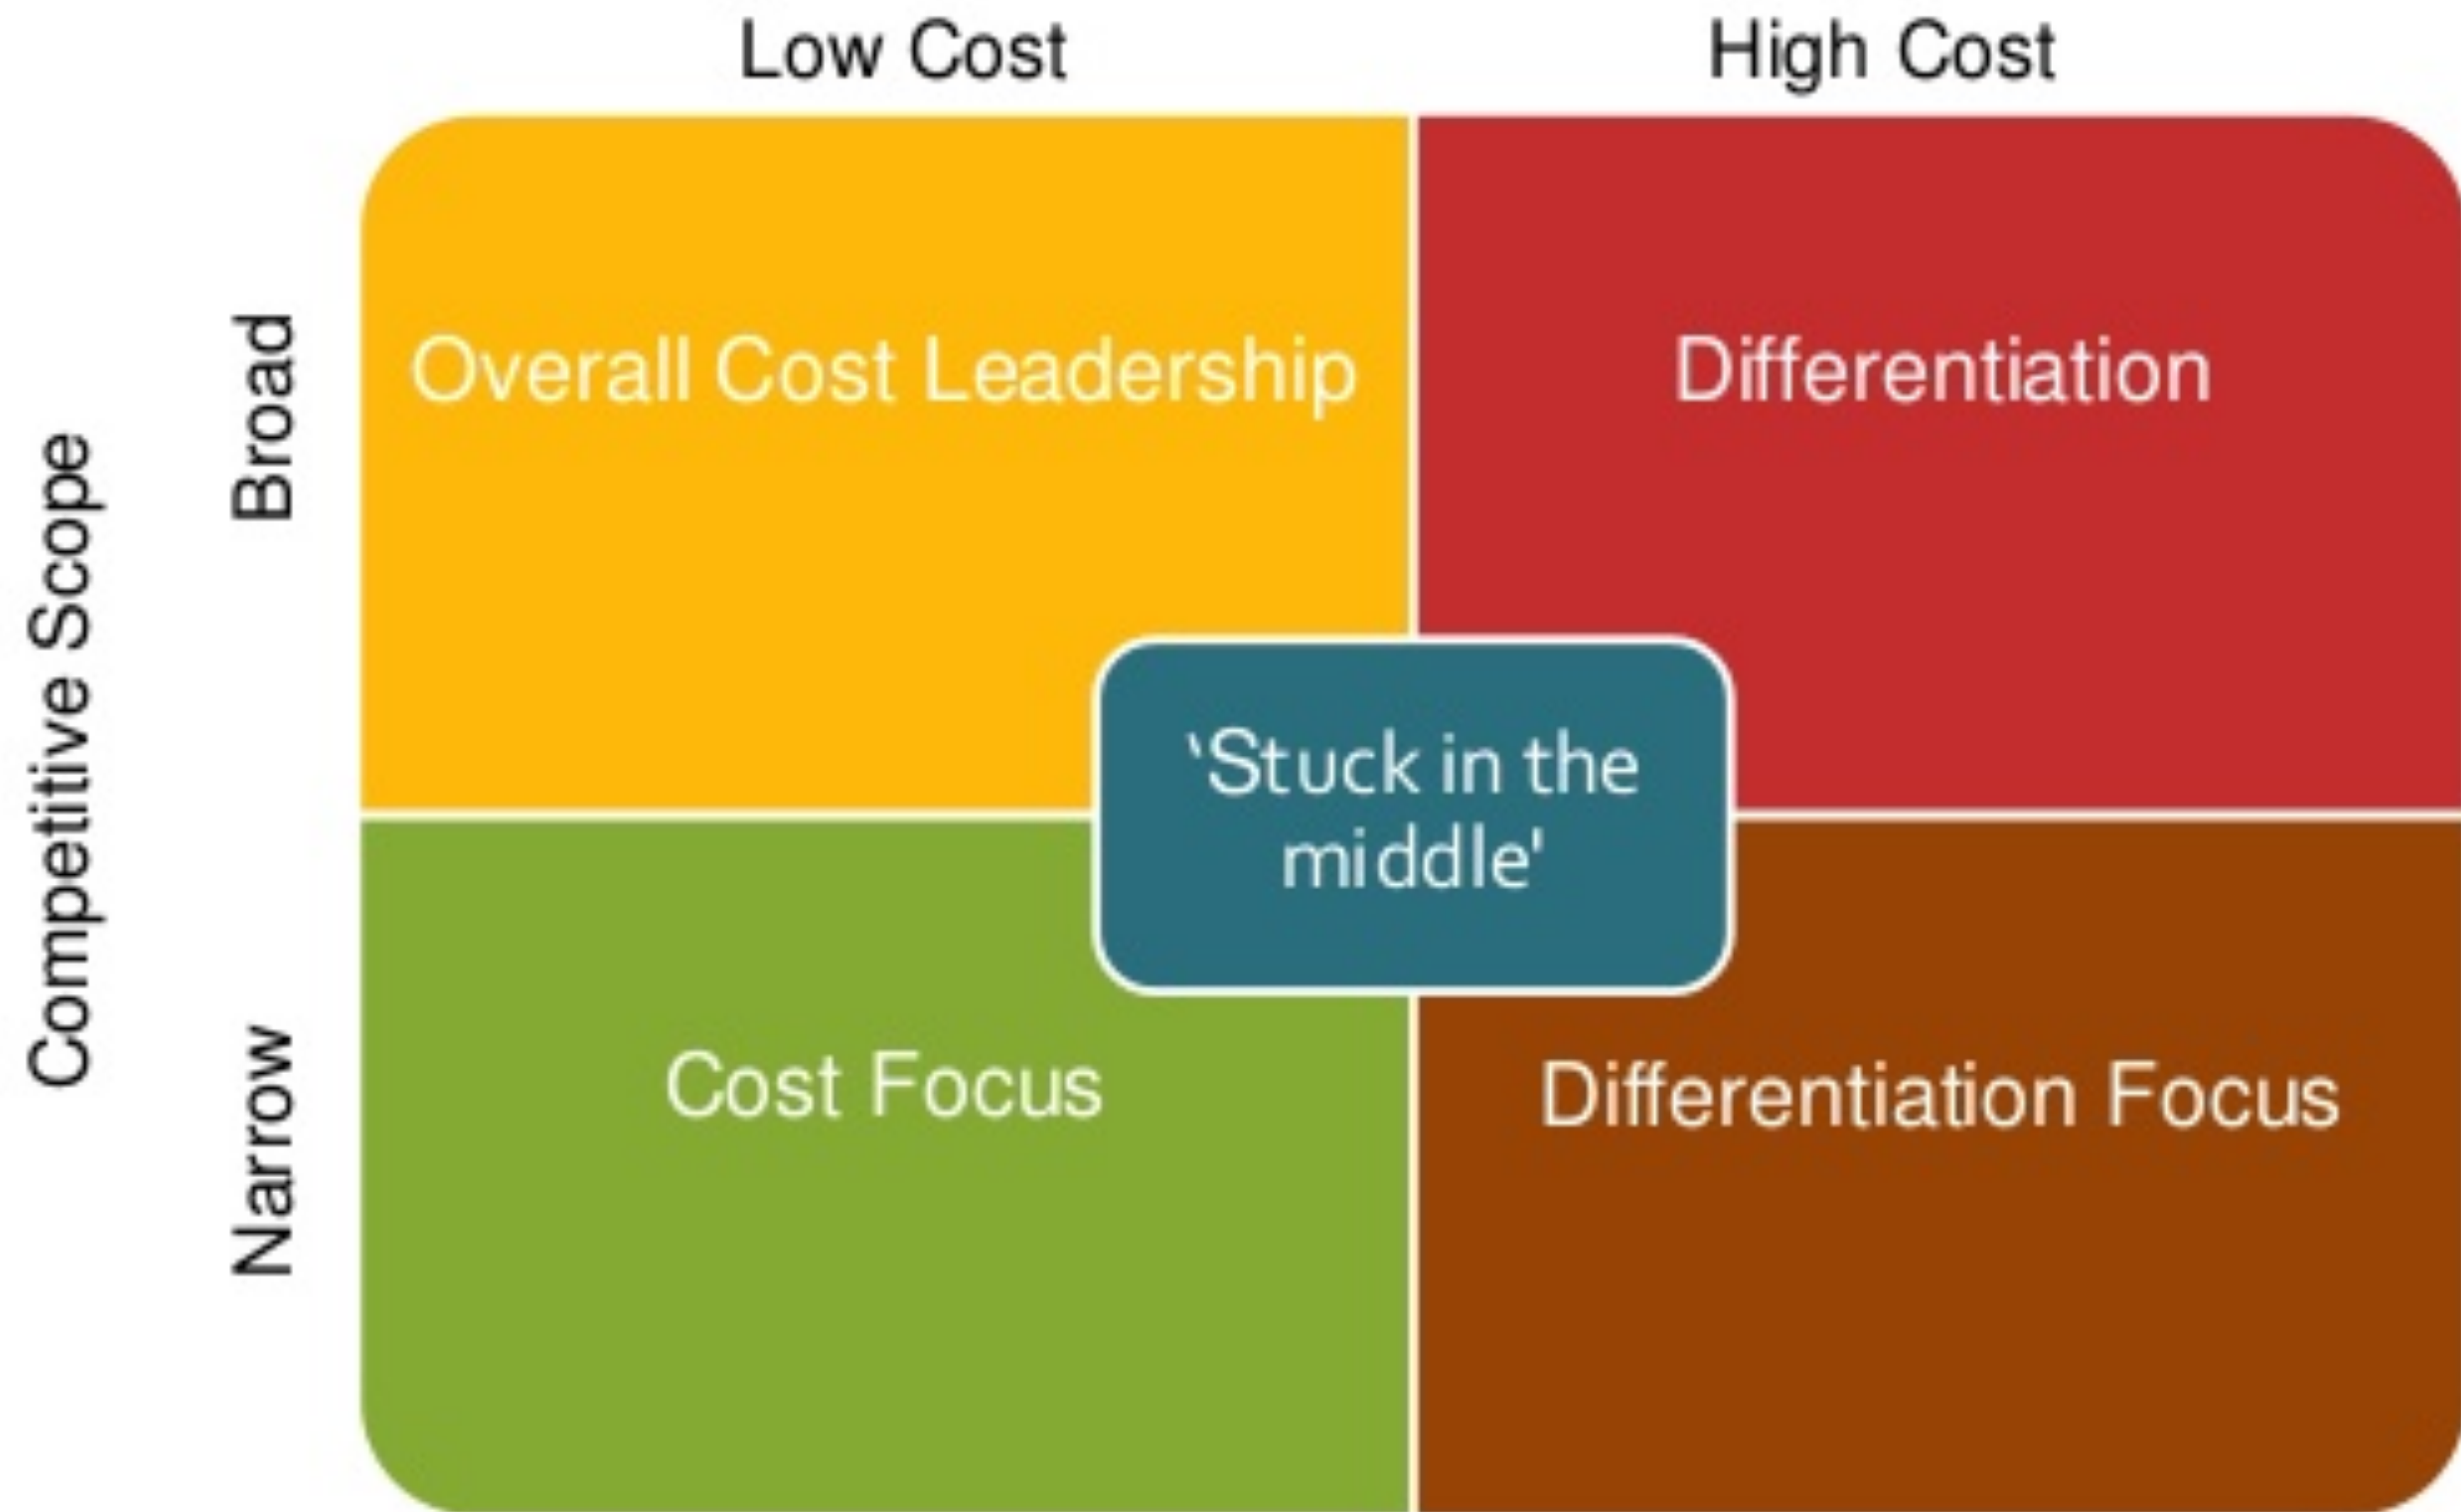 Low Cost
High Cost
Competitive Scope
Broad
Overall Cost Leadership
Differentiation
‘Stuck in the
middle'
Narrow
Cost Focus
Differentiation Focus